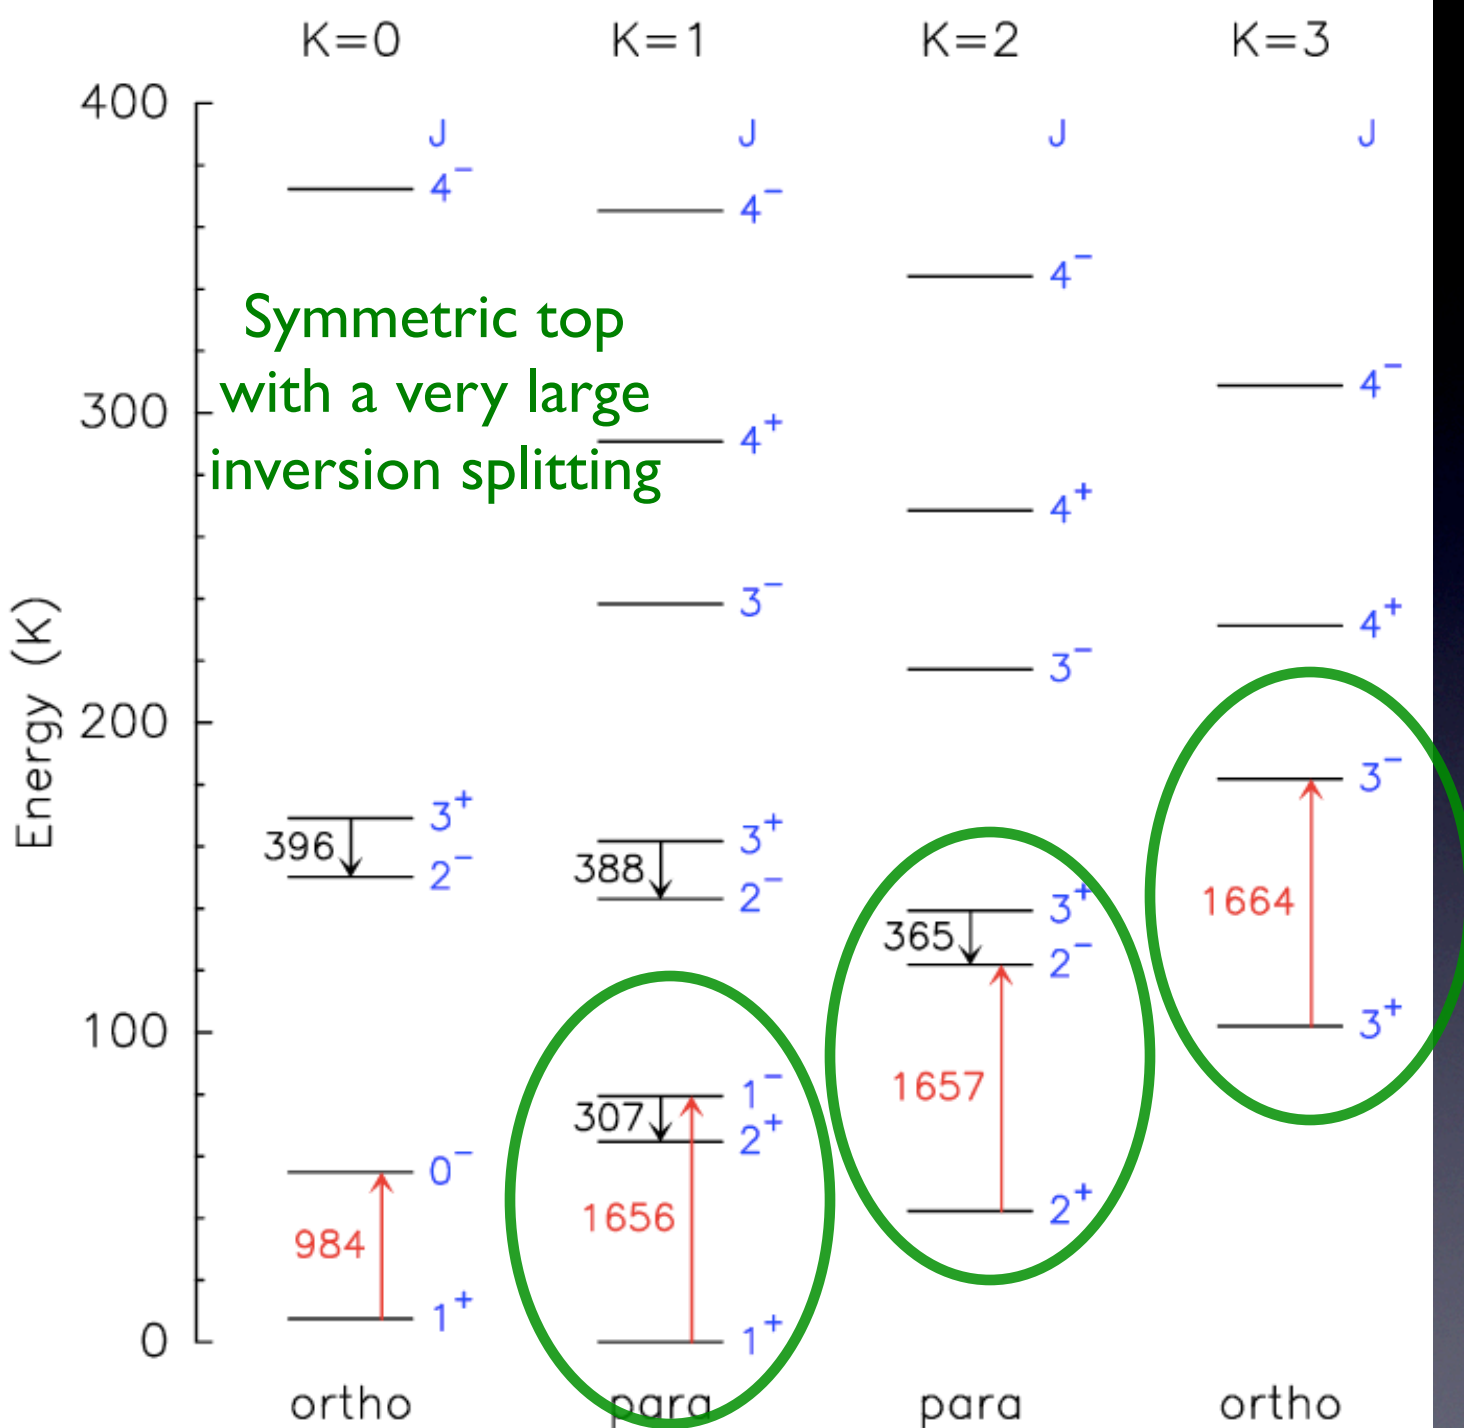 K=0 K=1 K=2 K=3
400
J J J J
4⁻ 4⁻ 4⁻ 4⁻
Symmetric top
with a very large
inversion splitting
300
4⁺ 4⁺
3⁻ 3⁻ 4⁺
Energy (K)
200
3⁺ 3⁺ 3⁻
396 388
2⁻ 2⁻ 3⁺
365 1664
2⁻
100
3⁺
1⁻ 1657
307 2⁺
0⁻
984 1656 2⁺
1⁺ 1⁺
0
ortho para para ortho